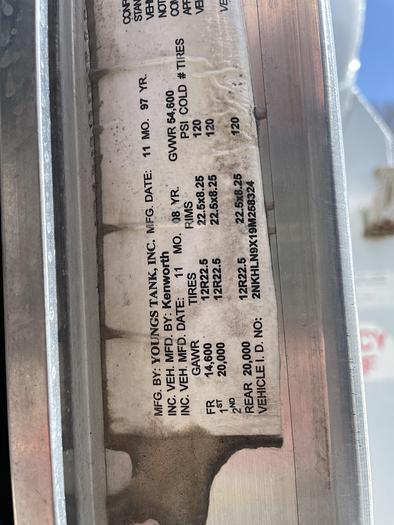 MFG. BY: YOUNGS TANK, INC. MFG. DATE: 11 MO. 97 YR.
INC. VEH. MFD. BY: Kenworth
INC. VEH. MFD. DATE: 11 MO. 08 YR. GVWR 54,600
GAWR TIRES RIMS PSI COLD # TIRES
FR 14,600 12R22.5 22.5x8.25 120
1ST 20,000 12R22.5 22.5x8.25 120
2ND
REAR 20,000 12R22.5 22.5x8.25 120
VEHICLE I. D. NO: 2NKHLN9X19M258324